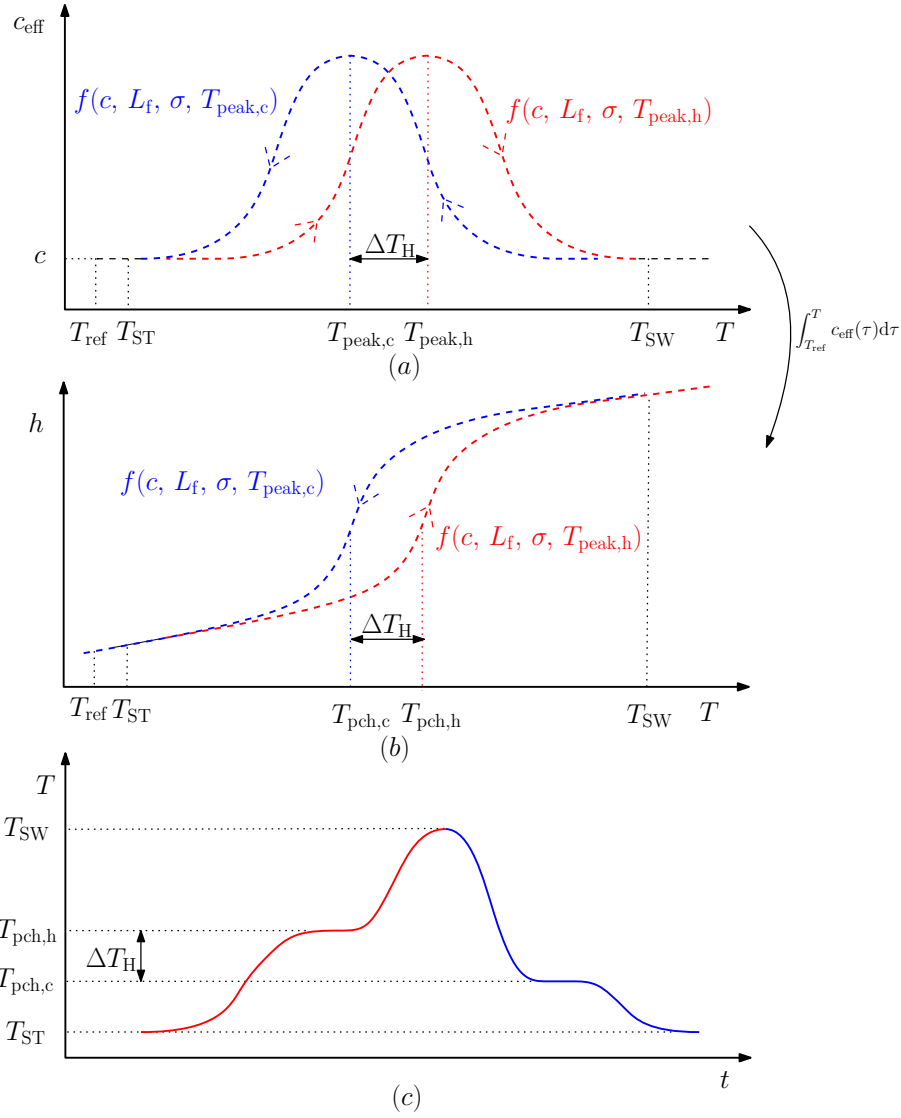 c_eff
f(c, L_f, σ, T_peak,c)
f(c, L_f, σ, T_peak,h)
c
ΔT_H
T_ref T_ST T_peak,c T_peak,h T_SW T
(a)
∫_{T_ref}^{T} c_eff(τ)dτ
h
f(c, L_f, σ, T_peak,c)
f(c, L_f, σ, T_peak,h)
ΔT_H
T_ref T_ST T_pch,c T_pch,h T_SW T
(b)
T
T_SW
T_pch,h
ΔT_H
T_pch,c
T_ST
t
(c)